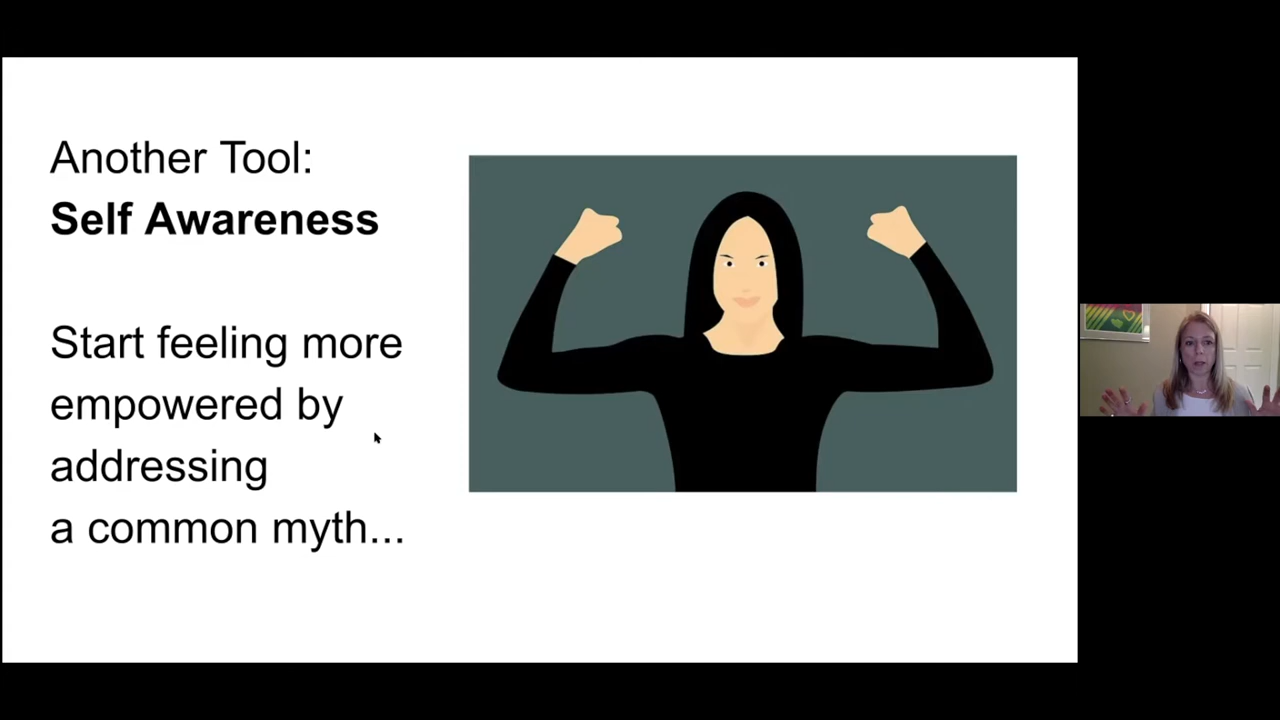 Another Tool:
Self Awareness
Start feeling more
empowered by
addressing
a common myth...